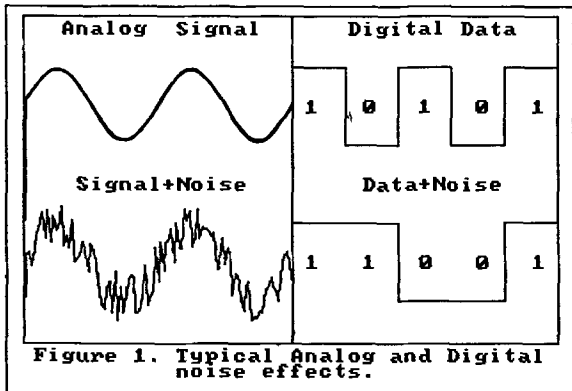 Analog Signal
Digital Data
1 0 1 0 1
Signal+Noise
Data+Noise
1 1 0 0 1
Figure 1. Typical Analog and Digital
noise effects.